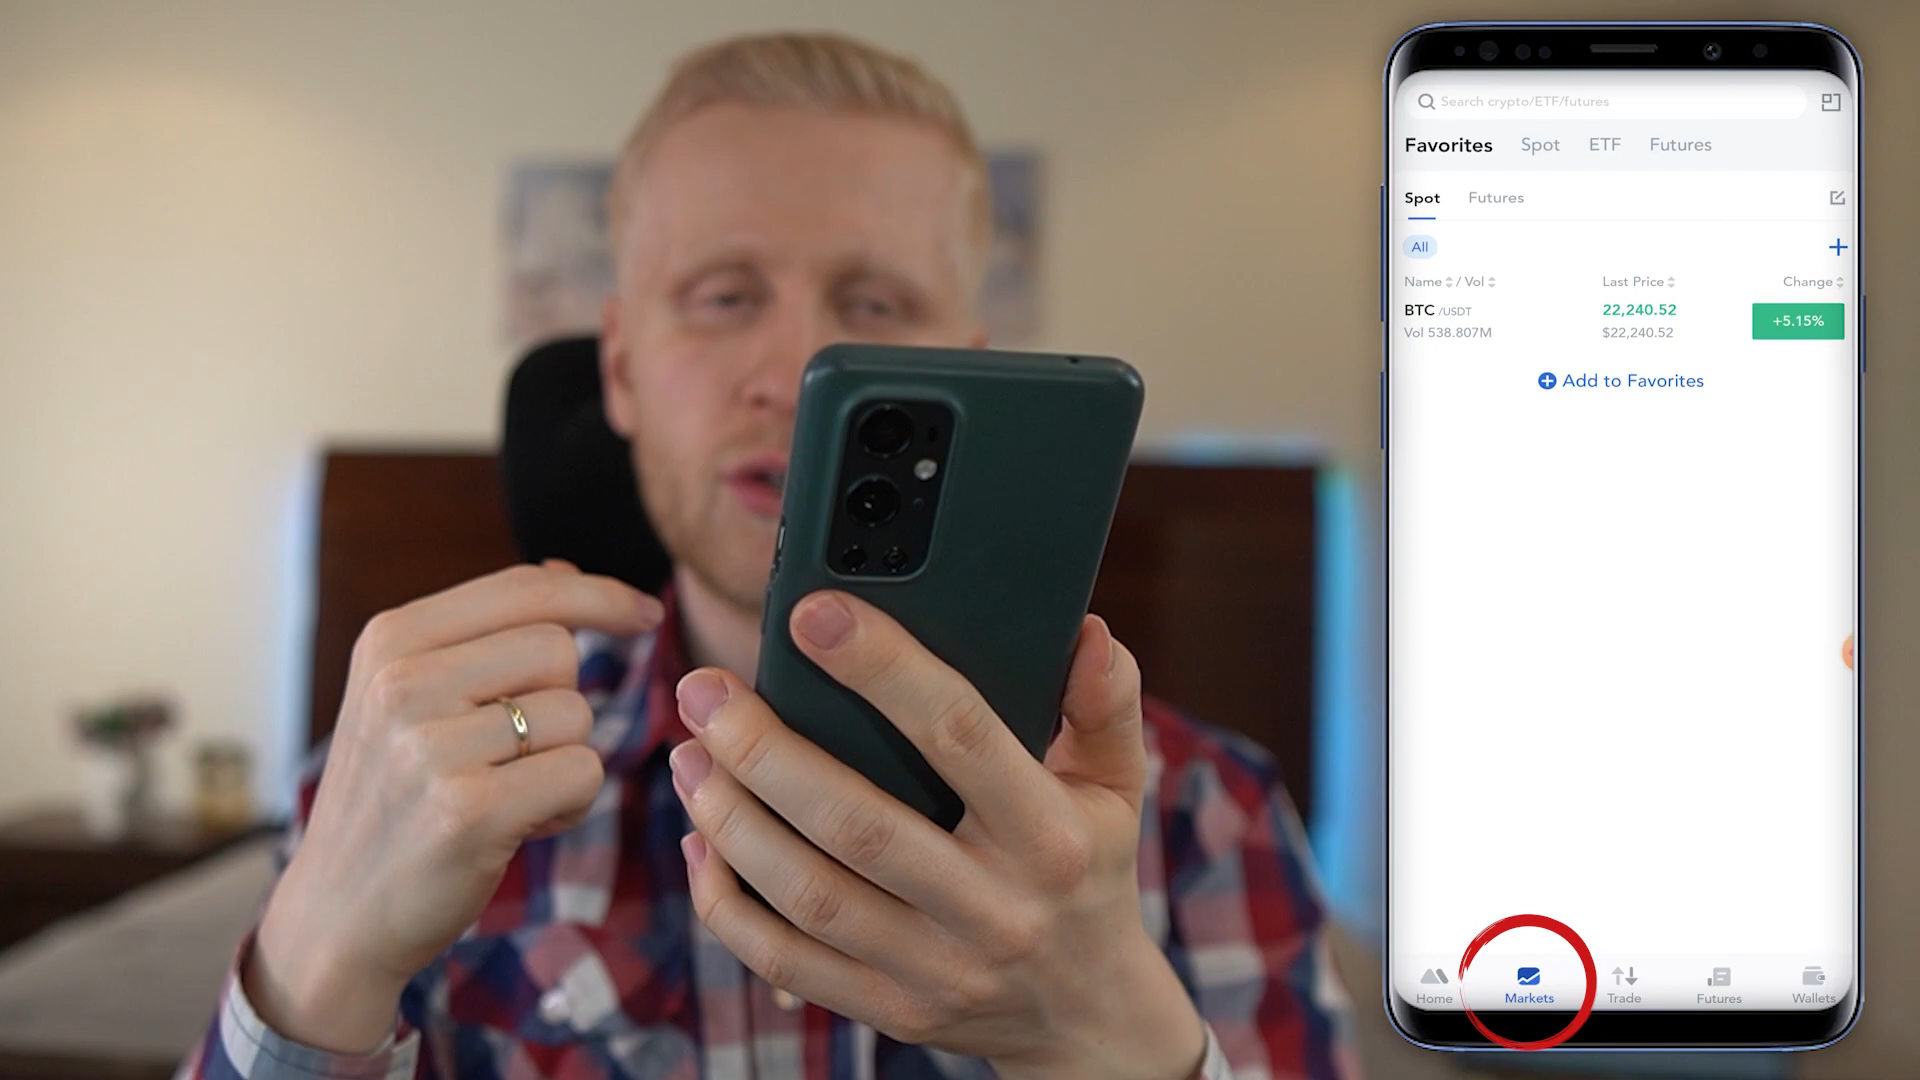 Search crypto/ETF/futures
Favorites Spot ETF Futures
Spot Futures
All
Name / Vol Last Price Change
BTC /USDT 22,240.52 +5.15%
Vol 538.807M $22,240.52
Add to Favorites
Home Markets Trade Futures Wallets